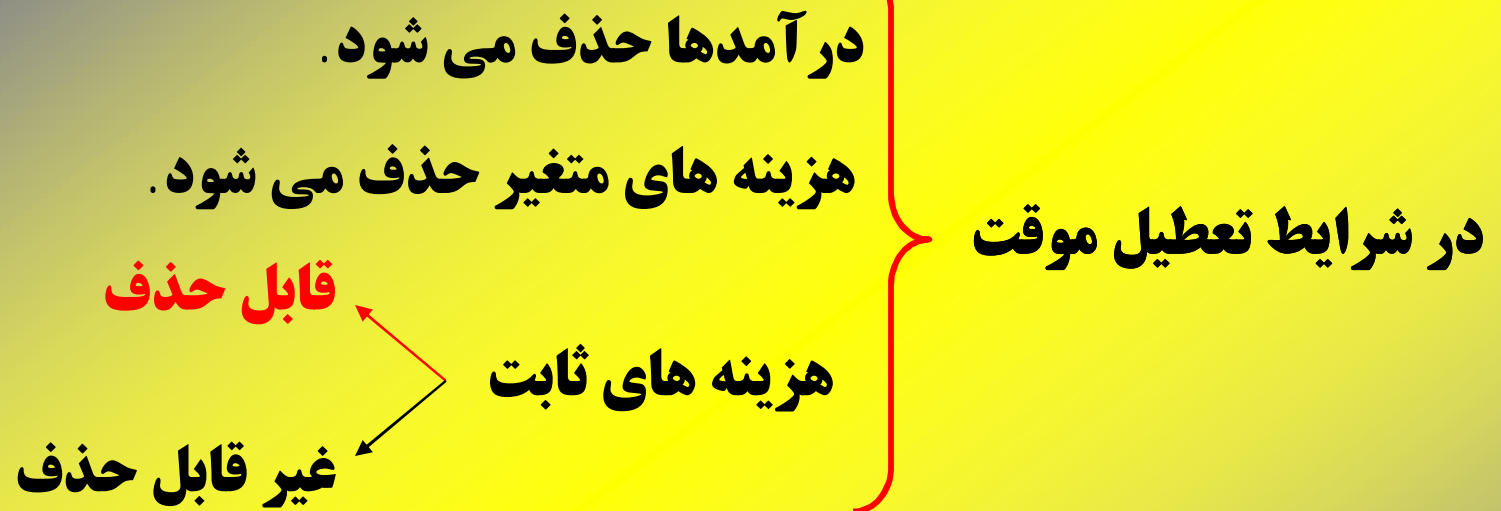 در شرایط تعطیل موقت
درآمدها حذف می شود.
هزینه های متغیر حذف می شود.
هزینه های ثابت
قابل حذف
غیر قابل حذف